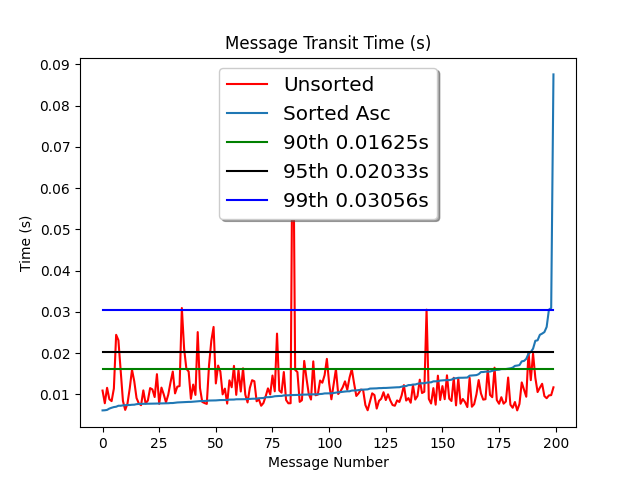 Message Transit Time (s)
0.09
0.08
0.07
0.06
0.05
0.04
0.03
0.02
0.01
Time (s)
Unsorted
Sorted Asc
90th 0.01625s
95th 0.02033s
99th 0.03056s
0 25 50 75 100 125 150 175 200
Message Number